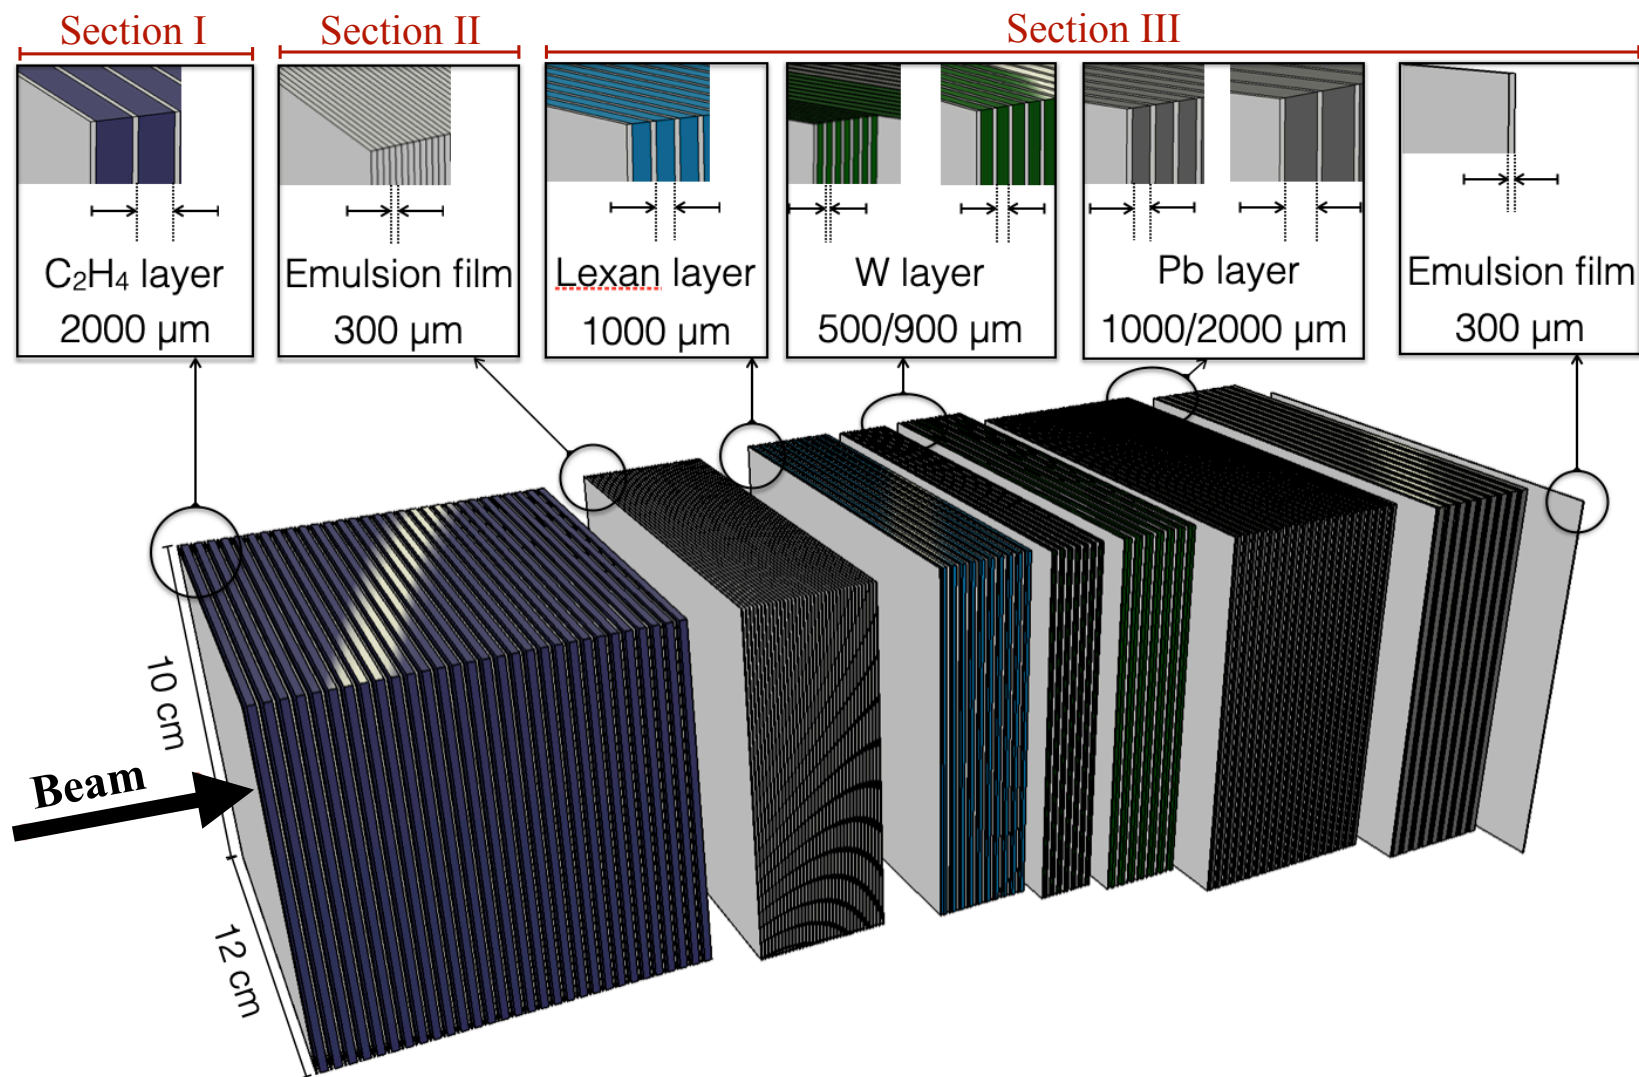 Section I
Section II
Section III
C₂H₄ layer
2000 µm
Emulsion film
300 µm
Lexan layer
1000 µm
W layer
500/900 µm
Pb layer
1000/2000 µm
Emulsion film
300 µm
10 cm
Beam
12 cm